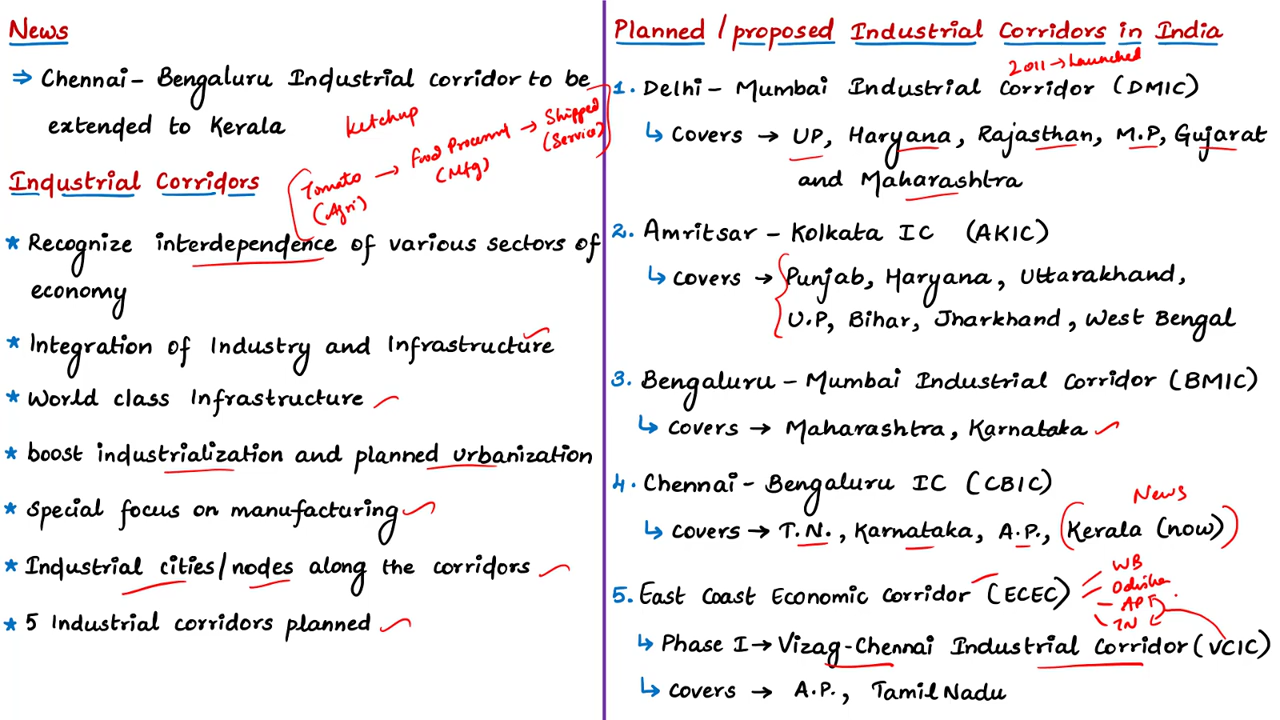 News
⇒ Chennai- Bengaluru Industrial corridor to be
extended to Kerala
ketchup
Tomato → Food Processing → Shipped
(Agri) (Mfg) (Service)
Industrial Corridors
* Recognize interdependence of various sectors of
economy
* Integration of Industry and Infrastructure
* World class Infrastructure
* boost industrialization and planned urbanization
* Special focus on manufacturing
* Industrial cities/nodes along the corridors
* 5 Industrial corridors planned
Planned / proposed Industrial Corridors in India
2011 → Launched
1. Delhi - Mumbai Industrial Corridor (DMIC)
↳ Covers → UP, Haryana, Rajasthan, M.P, Gujarat
and Maharashtra
2. Amritsar - Kolkata IC (AKIC)
↳ Covers → Punjab, Haryana, Uttarakhand,
U.P, Bihar, Jharkhand, West Bengal
3. Bengaluru - Mumbai Industrial Corridor (BMIC)
↳ Covers → Maharashtra, Karnataka
4. Chennai - Bengaluru IC (CBIC)
News
↳ Covers → T.N., Karnataka, A.P., (Kerala (now))
5. East Coast Economic corridor (ECEC)
WB
Odisha
AP
TN
↳ Phase I → Vizag-Chennai Industrial Corridor (VCIC)
↳ Covers → A.P., Tamil Nadu